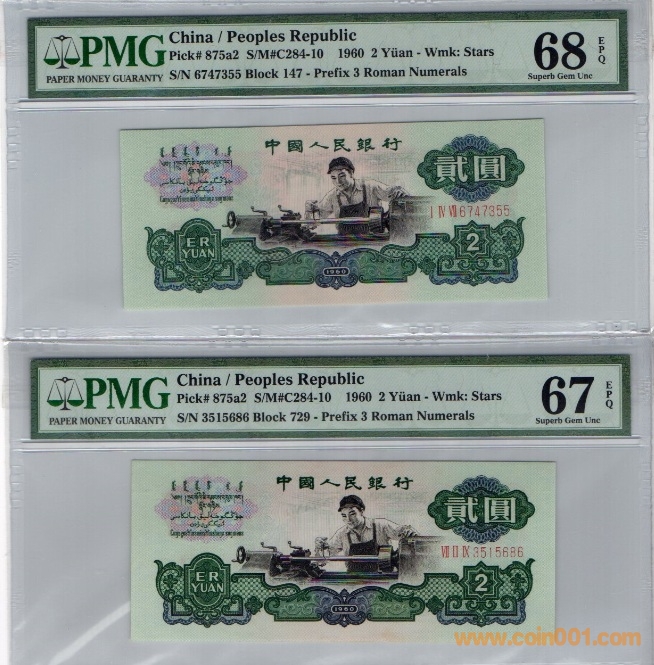 PMG
PAPER MONEY GUARANTY
China / Peoples Republic
Pick# 875a2 S/M#C284-10 1960 2 Yüan - Wmk: Stars
S/N 6747355 Block 147 - Prefix 3 Roman Numerals
68 EPQ
Superb Gem Unc
中國人民銀行
貳圓
I IV VII 6747355
ER
YUAN
1960
2
PMG
PAPER MONEY GUARANTY
China / Peoples Republic
Pick# 875a2 S/M#C284-10 1960 2 Yüan - Wmk: Stars
S/N 3515686 Block 729 - Prefix 3 Roman Numerals
67 EPQ
Superb Gem Unc
中國人民銀行
貳圓
VII II IX 3515686
ER
YUAN
1960
2
www.coin001.com